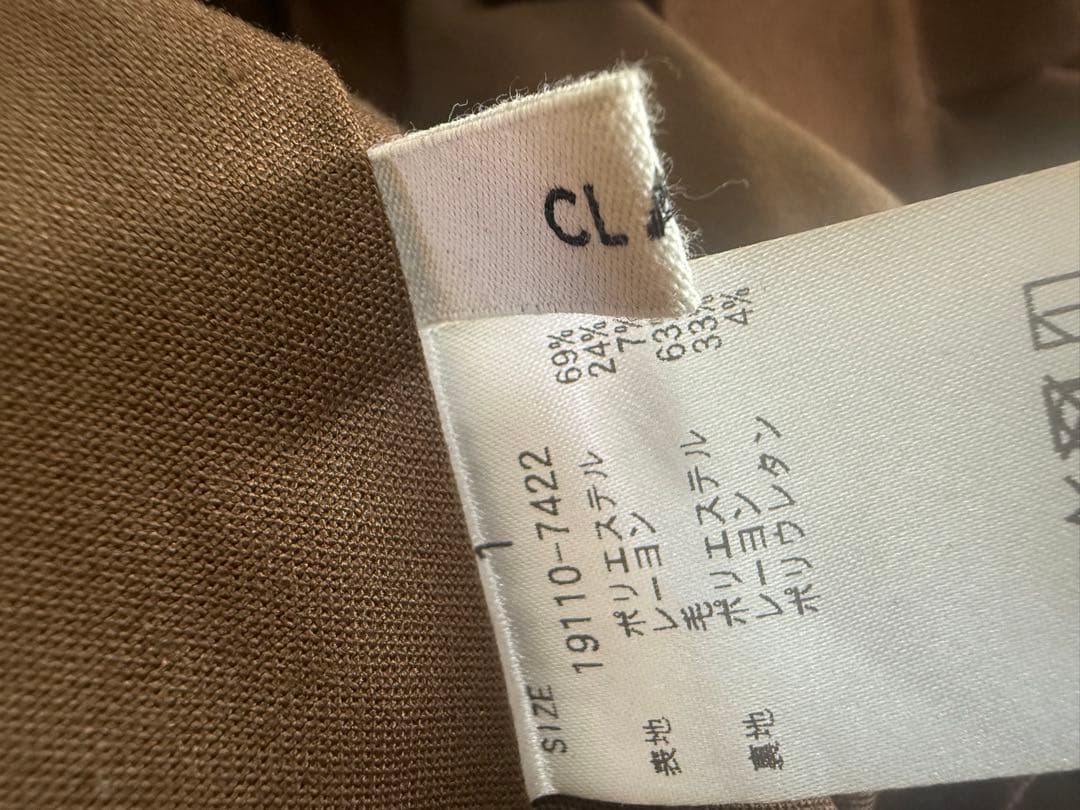 CL
SIZE 1
19110-7422
表地 ポリエステル 69%
レーヨン 24%
毛 7%
裏地 ポリエステル 63
レーヨン 33%
ポリウレタン 4%